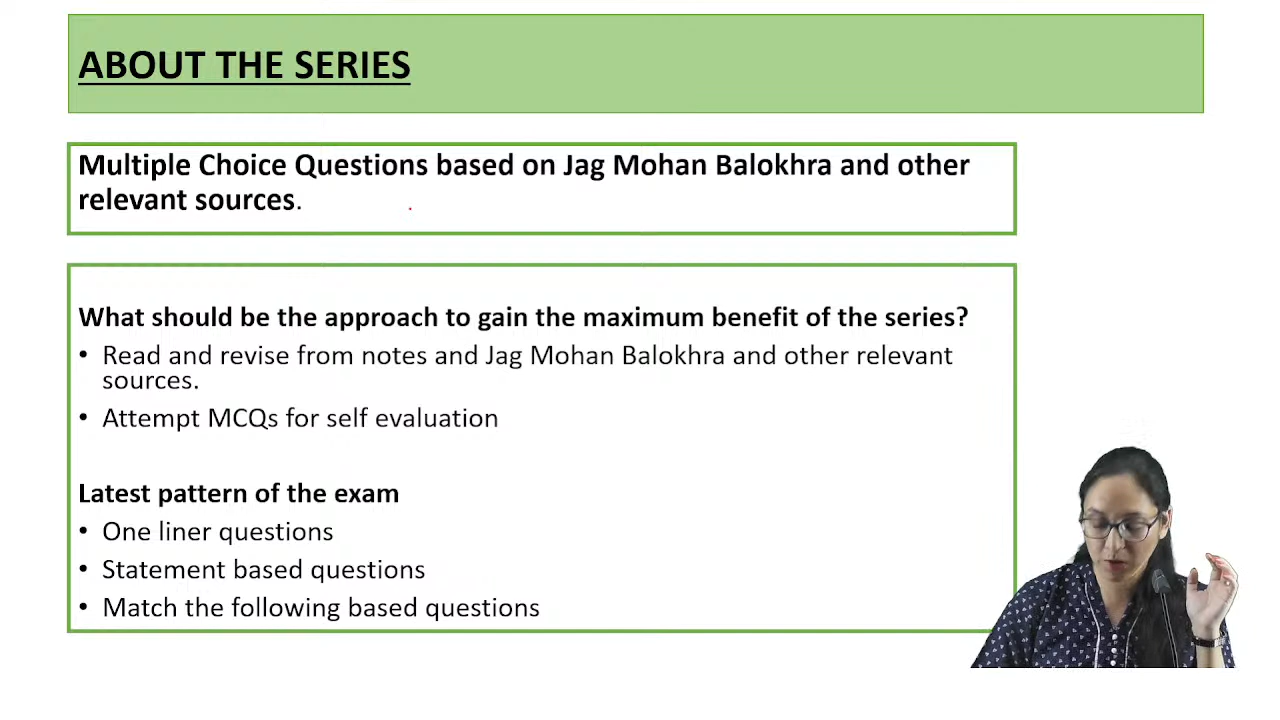 ABOUT THE SERIES
Multiple Choice Questions based on Jag Mohan Balokhra and other
relevant sources.
What should be the approach to gain the maximum benefit of the series?
• Read and revise from notes and Jag Mohan Balokhra and other relevant
sources.
• Attempt MCQs for self evaluation
Latest pattern of the exam
• One liner questions
• Statement based questions
• Match the following based questions